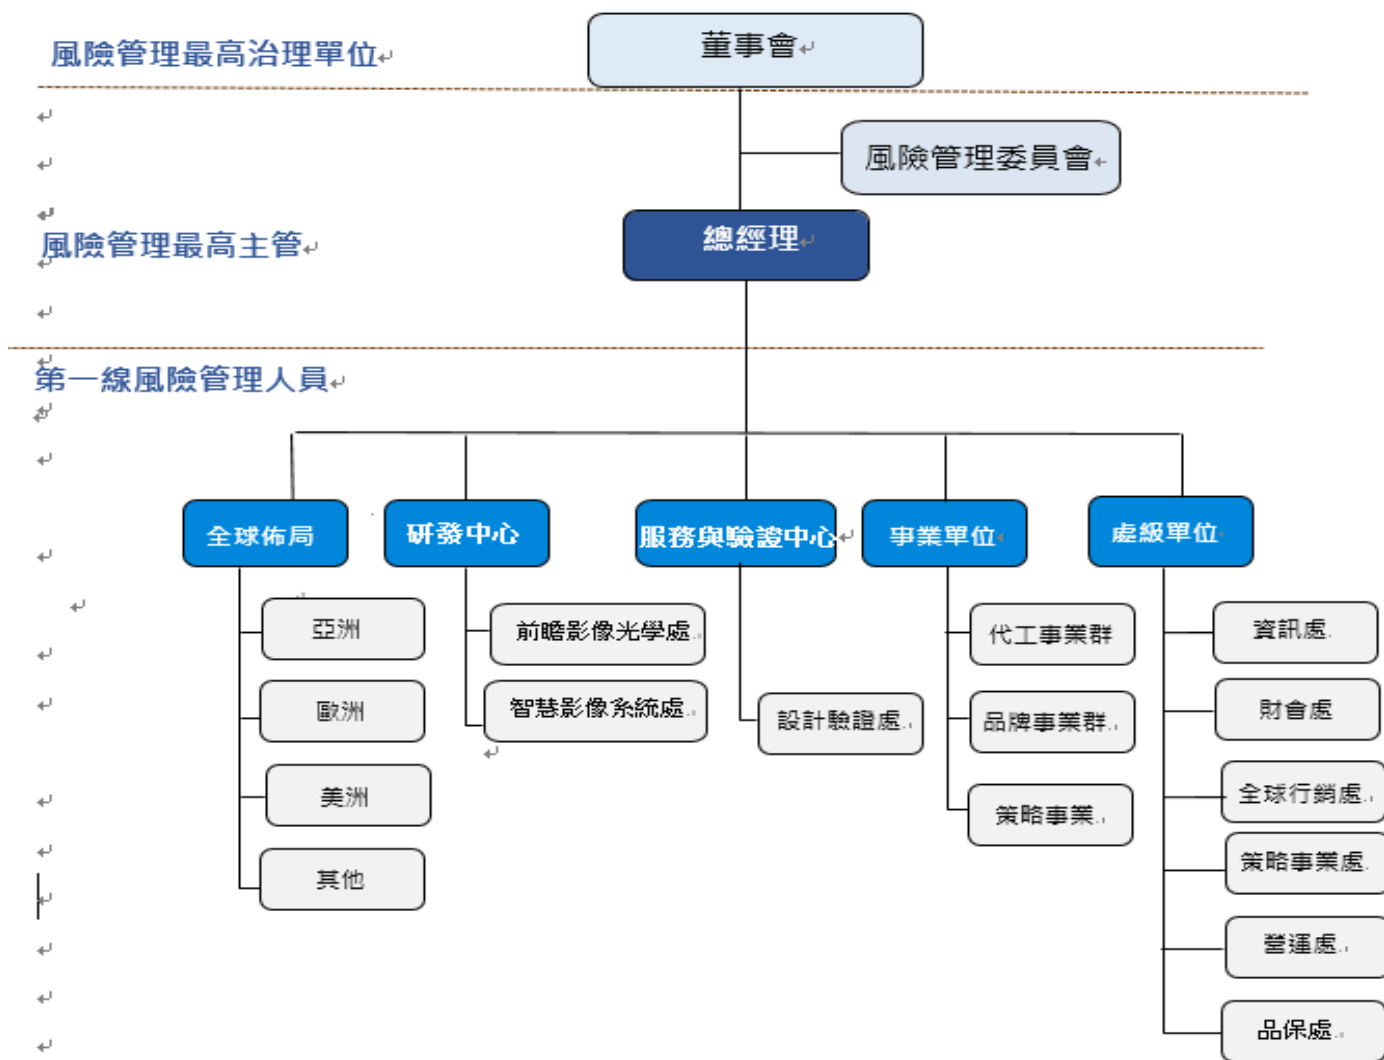 風險管理最高治理單位
董事會
風險管理委員會
風險管理最高主管
總經理
第一線風險管理人員
全球佈局
研發中心
服務與驗證中心
事業單位
處級單位
亞洲
歐洲
美洲
其他
前瞻影像光學處
智慧影像系統處
設計驗證處
代工事業群
品牌事業群
策略事業
資訊處
財會處
全球行銷處
策略事業處
營運處
品保處